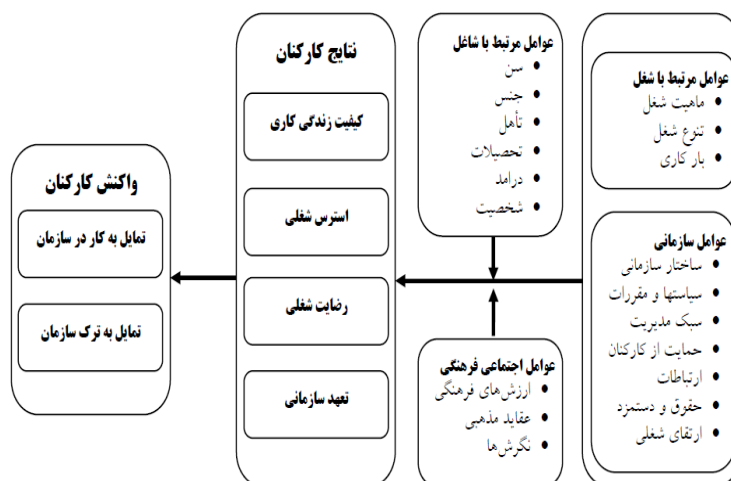 عوامل مرتبط با شغل
ماهیت شغل
تنوع شغل
بار کاری
عوامل سازمانی
ساختار سازمانی
سیاستها و مقررات
سبک مدیریت
حمایت از کارکنان
ارتباطات
حقوق و دستمزد
ارتقای شغلی
عوامل مرتبط با شاغل
سن
جنس
تأهل
تحصیلات
درامد
شخصیت
عوامل اجتماعی فرهنگی
ارزش‌های فرهنگی
عقاید مذهبی
نگرش‌ها
نتایج کارکنان
کیفیت زندگی کاری
استرس شغلی
رضایت شغلی
تعهد سازمانی
واکنش کارکنان
تمایل به کار در سازمان
تمایل به ترک سازمان